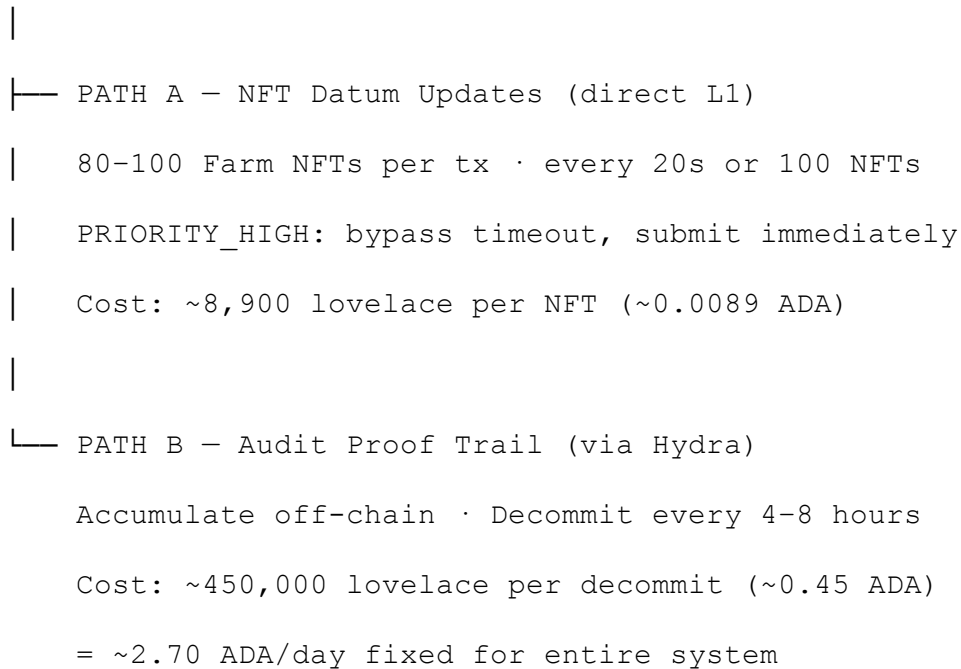 │
├── PATH A — NFT Datum Updates (direct L1)
│   80–100 Farm NFTs per tx · every 20s or 100 NFTs
│   PRIORITY_HIGH: bypass timeout, submit immediately
│   Cost: ~8,900 lovelace per NFT (~0.0089 ADA)
│
└── PATH B — Audit Proof Trail (via Hydra)
    Accumulate off-chain · Decommit every 4–8 hours
    Cost: ~450,000 lovelace per decommit (~0.45 ADA)
    = ~2.70 ADA/day fixed for entire system